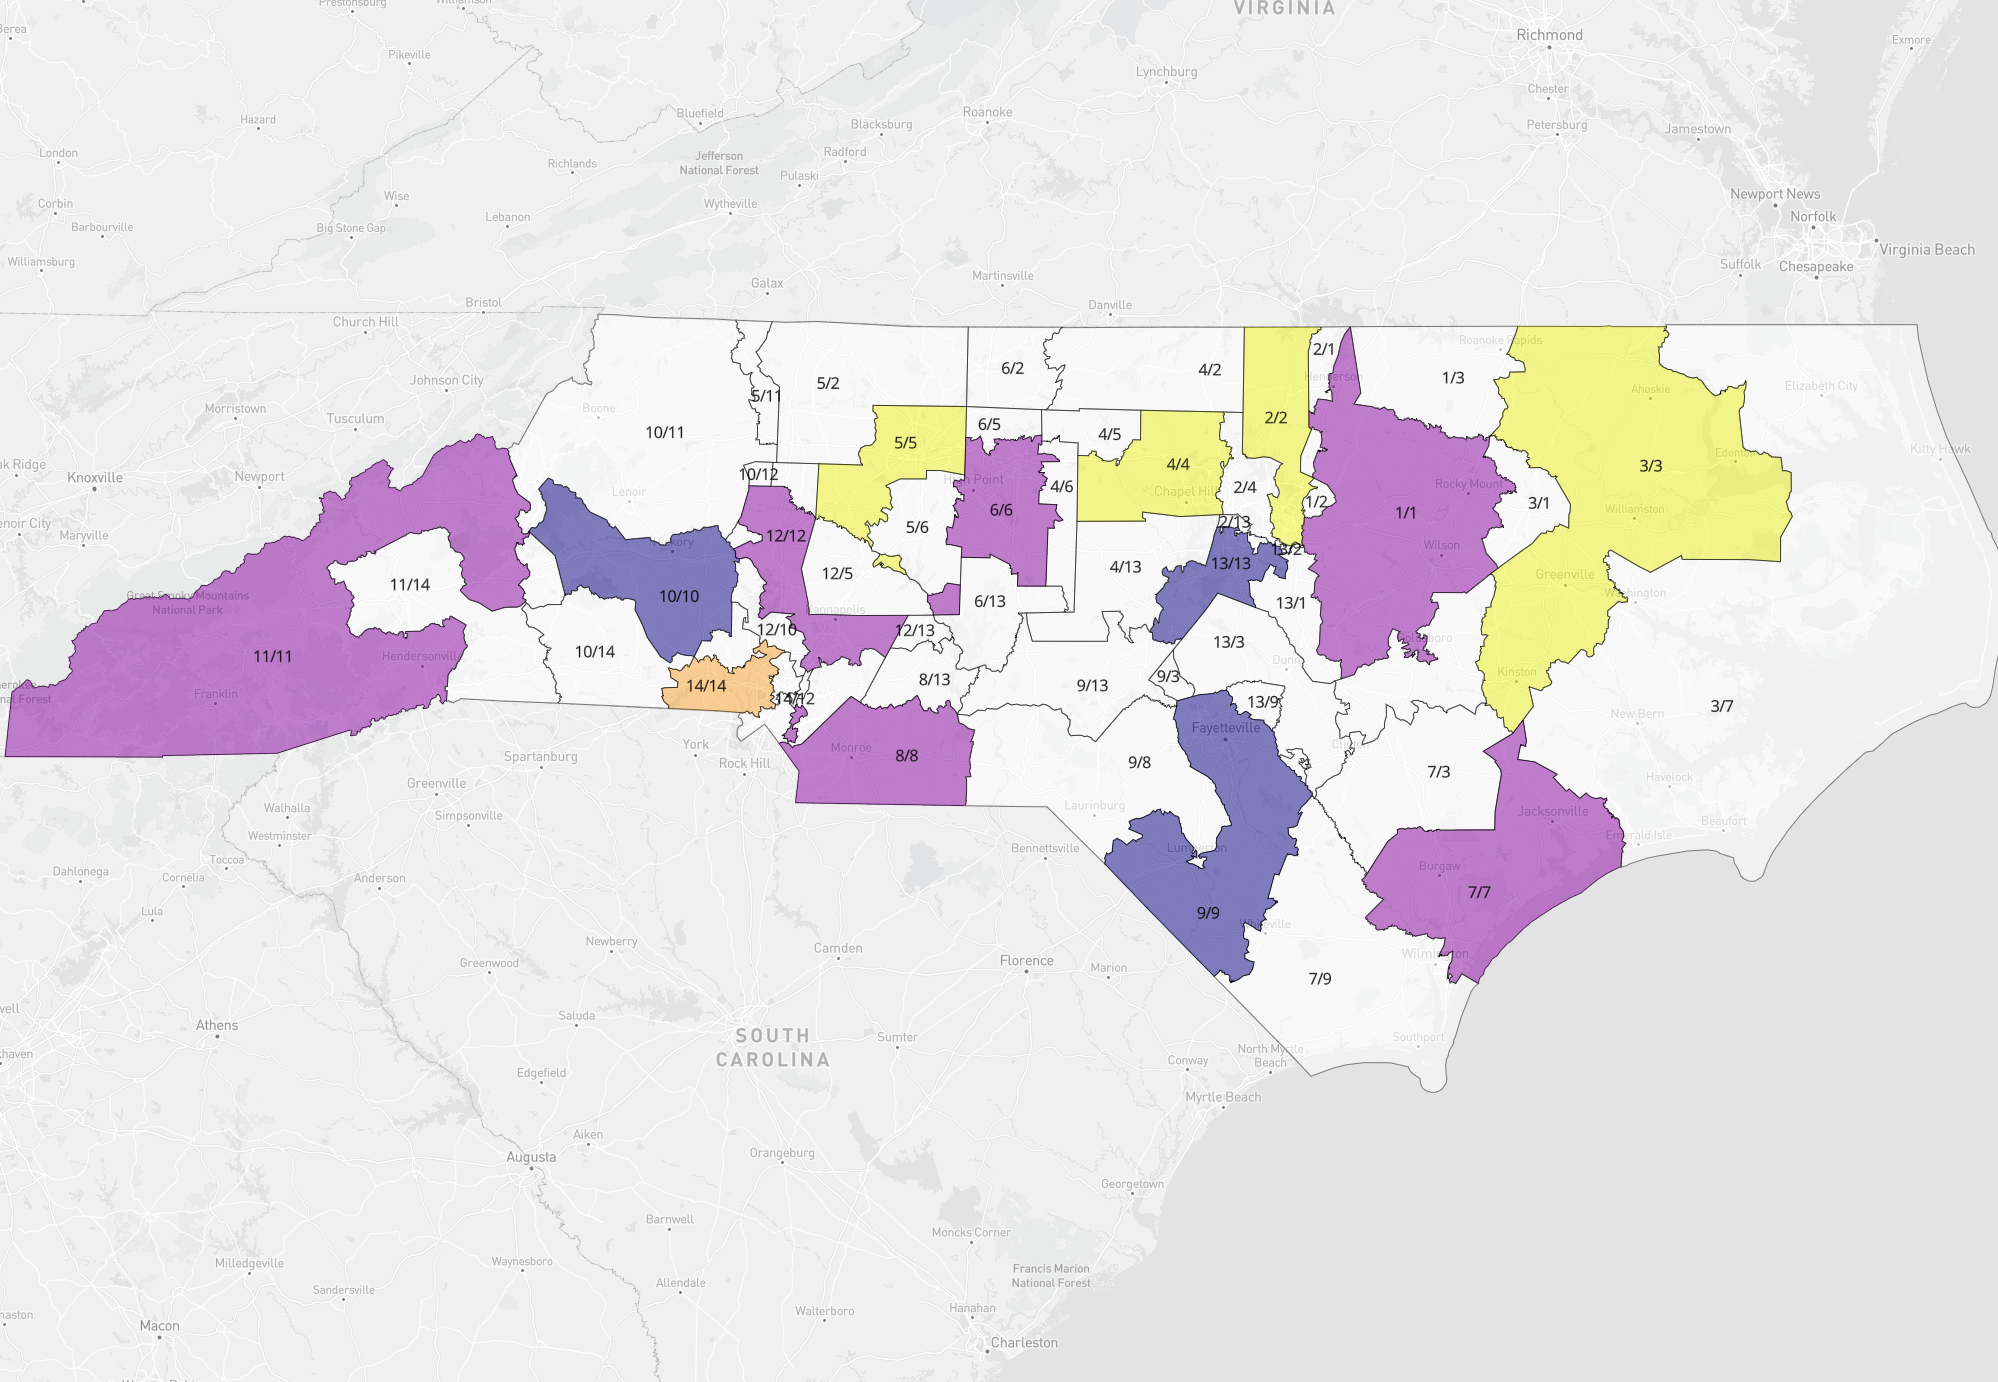 VIRGINIA
Prestonsburg
Williamson
Berea
Richmond
Exmore
Pikeville
Lynchburg
Chester
Hazard
Bluefield
Roanoke
Blacksburg
Petersburg
Jamestown
London
Richlands
Jefferson
National Forest
Radford
Pulaski
Wise
Newport News
Corbin
Lebanon
Wytheville
Norfolk
Barbourville
Big Stone Gap
Virginia Beach
Williamsburg
Martinsville
Suffolk
Chesapeake
Galax
Bristol
Danville
Church Hill
Roanoke Rapids
2/1
6/2
4/2
Henderson
1/3
Johnson City
5/2
5/11
Ahoskie
Elizabeth City
Boone
Morristown
Tusculum
2/2
6/5
10/11
4/5
5/5
Kitty Hawk
Oak Ridge
Edenton
4/4
3/3
Knoxville
Newport
10/12
High Point
4/6
2/4
Rocky Mount
Lenoir
Chapel Hill
1/2
3/1
6/6
1/1
Williamston
Lenoir City
5/6
2/13
Maryville
12/12
Hickory
Wilson
13/2
13/13
4/13
12/5
Greenville
11/14
Great Smoky Mountains
National Park
10/10
Washington
6/13
13/1
Kannapolis
12/10
12/13
Goldsboro
13/3
10/14
11/11
Hendersonville
Dunn
Kinston
9/3
8/13
14/14
9/13
Cherokee
National Forest
Franklin
14/12
13/9
3/7
New Bern
Fayetteville
Clinton
York
Monroe
8/8
Spartanburg
Rock Hill
9/8
7/3
Havelock
Greenville
Walhalla
Laurinburg
Jacksonville
Simpsonville
Beaufort
Westminster
Emerald Isle
Bennettsville
Lumberton
Toccoa
Dahlonega
Cornelia
Anderson
Burgaw
7/7
Lula
9/9
Whiteville
Newberry
Camden
Florence
Wilmington
Greenwood
Marion
7/9
Saluda
Athens
SOUTH
CAROLINA
Sumter
Southport
North Myrtle
Beach
Conway
Edgefield
Myrtle Beach
Aiken
Augusta
Orangeburg
Georgetown
Barnwell
Moncks Corner
Milledgeville
Waynesboro
Francis Marion
National Forest
Allendale
Sandersville
Hanahan
Walterboro
Macon
Charleston